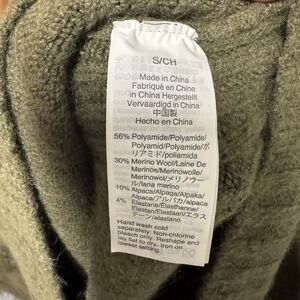 S/CH
Made in China
Fabriqué en Chine
in China Hergestellt
Vervaardigd in China
中国製
Hecho en China
56% Polyamide/Polyamide/
Polyamid/Polyamide/ポ
リアミド/poliamida
30% Merino Wool/Laine De
Merinos/Merinowolle/
Merinowol/メリノウー
ル/lana merino
10% Alpaca/Alpaga/Alpaka/
Alpaca/アルパカ/alpaca
4% Elastane/Élasthanne/
Elastan/Elastaan/エラス
テーン/elastano
Hand wash cold
separately. Non-chlorine
bleach only. Reshape and
lay flat to dry. Iron on
lowest setting.